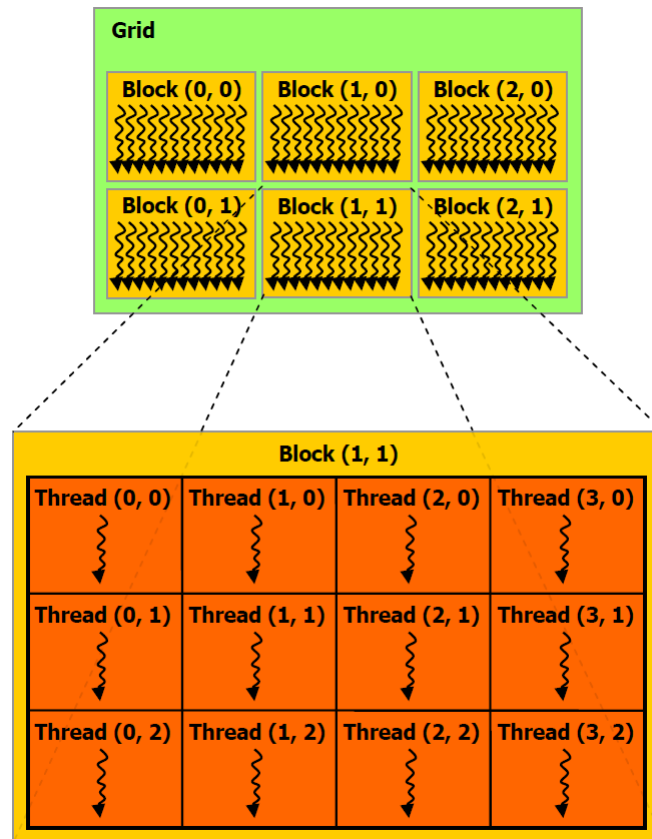 Grid
Block (0, 0) Block (1, 0) Block (2, 0)
Block (0, 1) Block (1, 1) Block (2, 1)
Block (1, 1)
Thread (0, 0) Thread (1, 0) Thread (2, 0) Thread (3, 0)
Thread (0, 1) Thread (1, 1) Thread (2, 1) Thread (3, 1)
Thread (0, 2) Thread (1, 2) Thread (2, 2) Thread (3, 2)